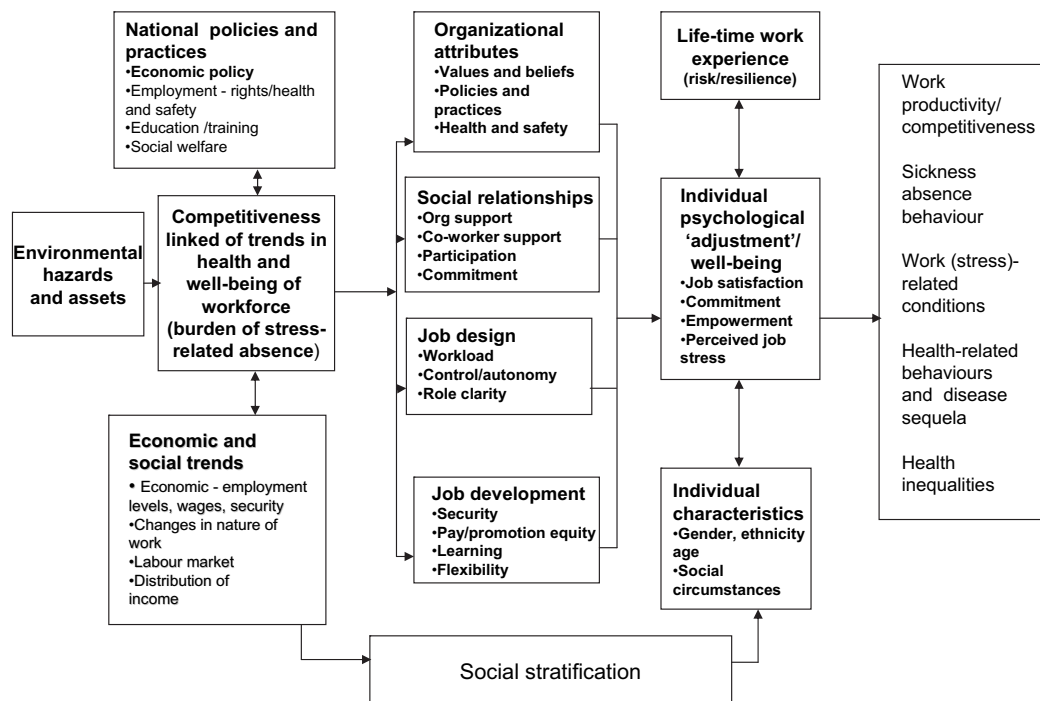 National policies and
practices
•Economic policy
•Employment - rights/health
and safety
•Education /training
•Social welfare
Environmental
hazards
and assets
Competitiveness
linked of trends in
health and
well-being of
workforce
(burden of stress-
related absence)
Economic and
social trends
• Economic - employment
levels, wages, security
•Changes in nature of
work
•Labour market
•Distribution of
income
Organizational
attributes
•Values and beliefs
•Policies and
practices
•Health and safety
Social relationships
•Org support
•Co-worker support
•Participation
•Commitment
Job design
•Workload
•Control/autonomy
•Role clarity
Job development
•Security
•Pay/promotion equity
•Learning
•Flexibility
Life-time work
experience
(risk/resilience)
Individual
psychological
‘adjustment’/
well-being
•Job satisfaction
•Commitment
•Empowerment
•Perceived job
stress
Individual
characteristics
•Gender, ethnicity
age
•Social
circumstances
Social stratification
Work
productivity/
competitiveness
Sickness
absence
behaviour
Work (stress)-
related
conditions
Health-related
behaviours
and disease
sequela
Health
inequalities